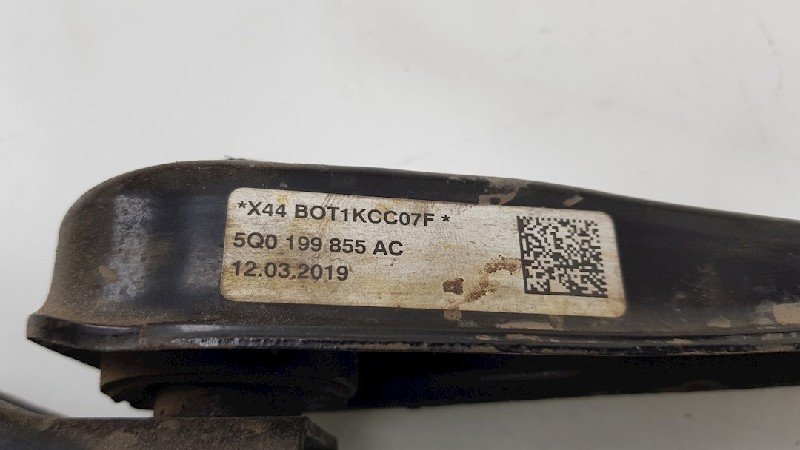 *X44 BOT1KCC07F *
5Q0 199 855 AC
12.03.2019